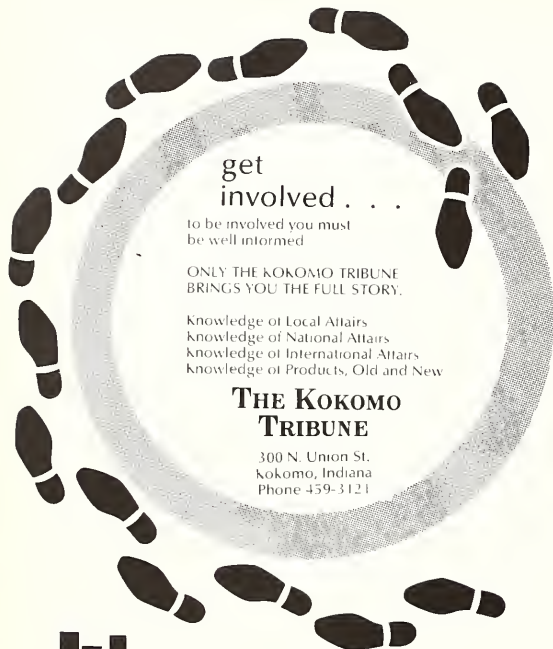 get
involved . . .
to be involved you must
be well informed
ONLY THE KOKOMO TRIBUNE
BRINGS YOU THE FULL STORY.
Knowledge of Local Affairs
Knowledge of National Affairs
Knowledge of International Affairs
Knowledge of Products, Old and New
THE KOKOMO
TRIBUNE
300 N. Union St.
Kokomo, Indiana
Phone 459-3121